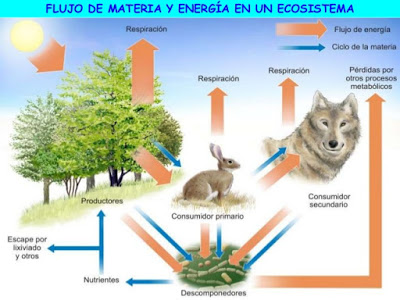 FLUJO DE MATERIA Y ENERGÍA EN UN ECOSISTEMA
Respiración
Flujo de energía
Ciclo de la materia
Respiración
Respiración
Pérdidas por
otros procesos
metabólicos
Productores
Consumidor primario
Consumidor
secundario
Escape por
lixiviado
y otros
Nutrientes
Descomponedores